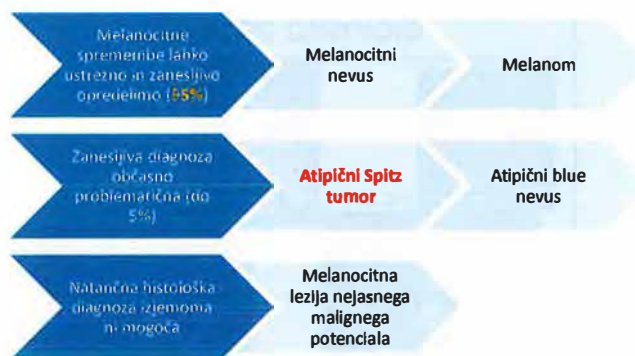 Melanocitne
spremembe lahko
ustrezno in zanesljivo
opredelimo (95%)
Melanocitni
nevus
Melanom
Zanesljiva diagnoza
občasno
problematična (do
5%)
Atipični Spitz
tumor
Atipični blue
nevus
Natančna histološka
diagnoza izjemoma
ni mogoča
Melanocitna
lezija nejasnega
malignega
potenciala